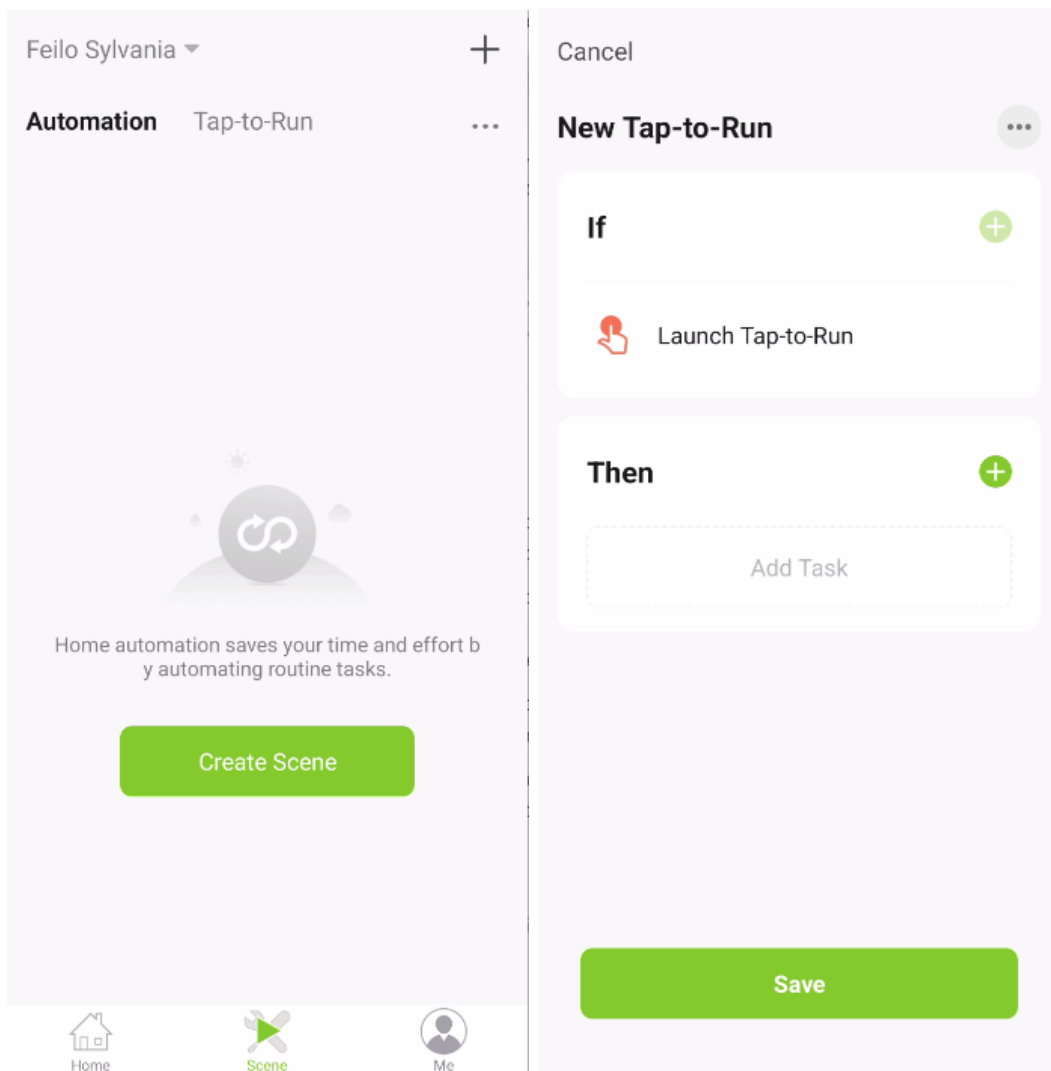 Feilo Sylvania
Automation Tap-to-Run
Home automation saves your time and effort b
y automating routine tasks.
Create Scene
Home Scene Me
Cancel
New Tap-to-Run
If
Launch Tap-to-Run
Then
Add Task
Save